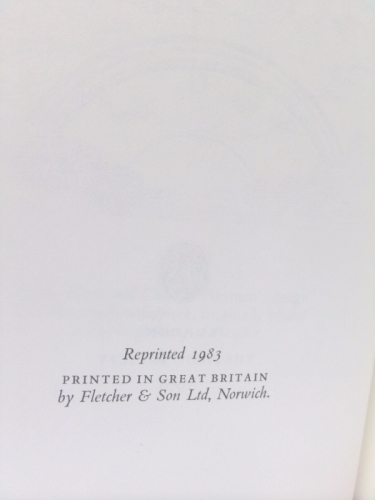 Reprinted 1983
PRINTED IN GREAT BRITAIN
by Fletcher & Son Ltd, Norwich.